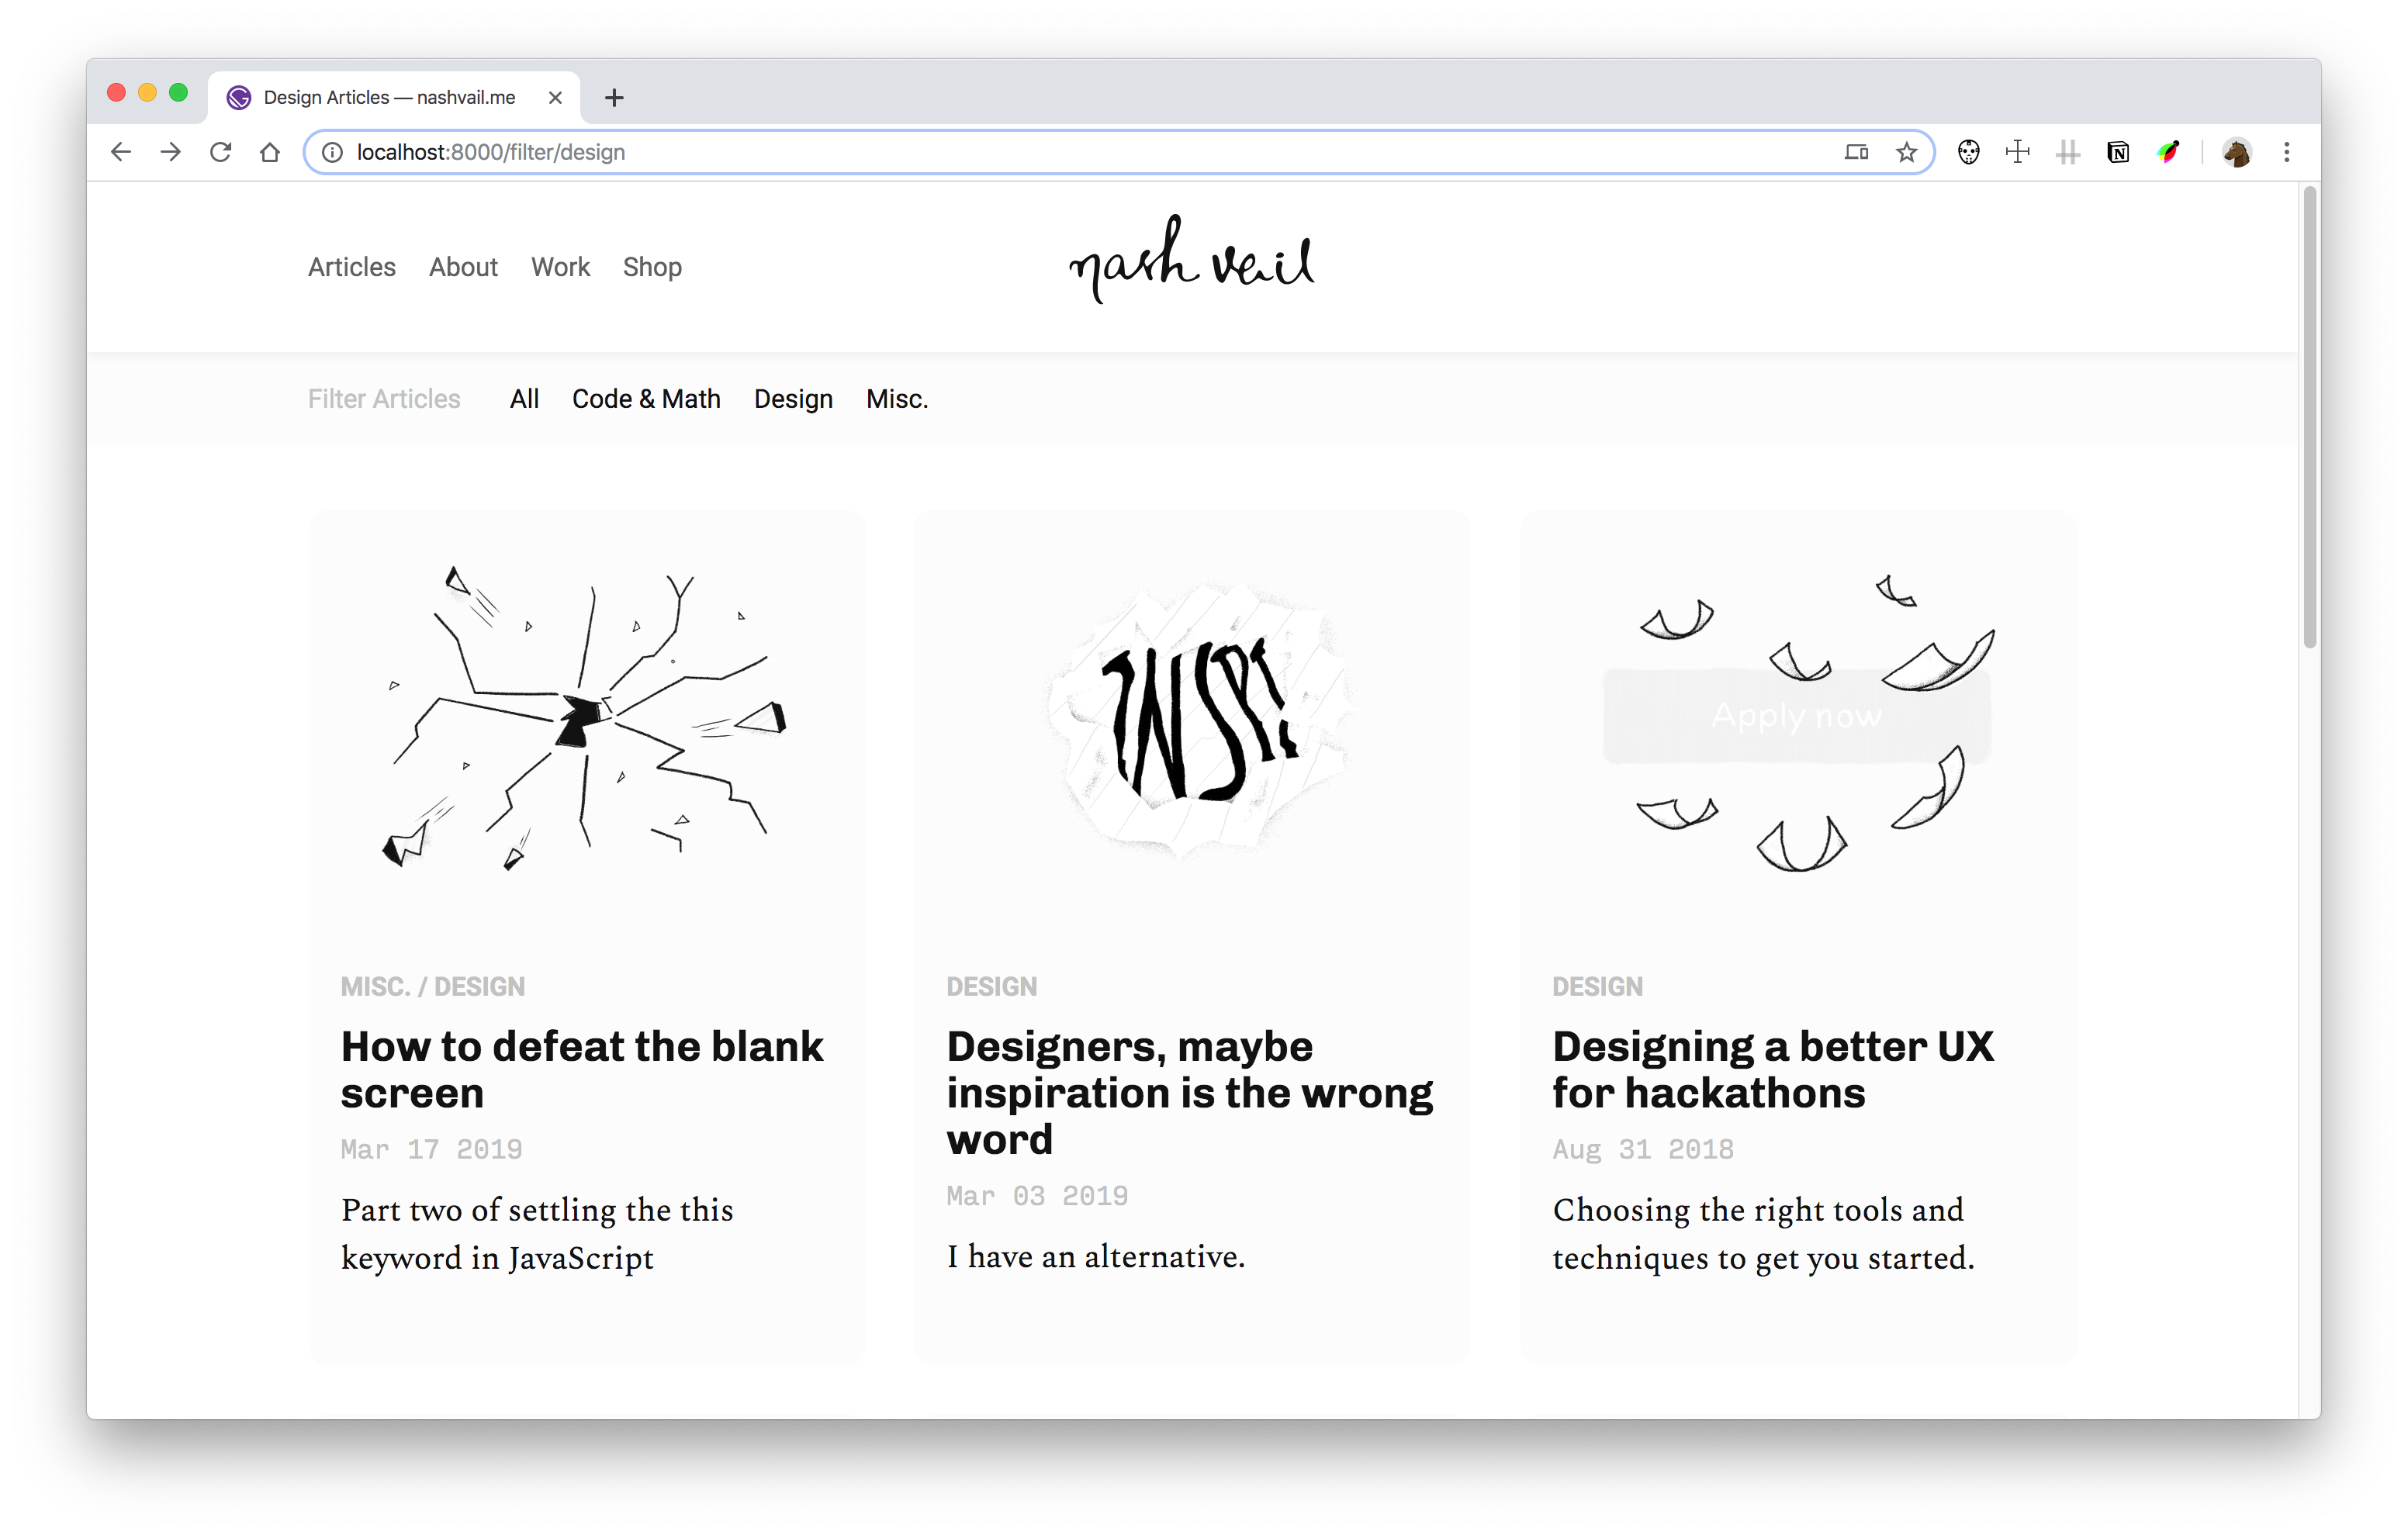 Design Articles — nashvail.me
localhost:8000/filter/design
Articles About Work Shop
nash vail
Filter Articles All Code & Math Design Misc.
INSPI
Apply now
MISC. / DESIGN
How to defeat the blank
screen
Mar 17 2019
Part two of settling the this
keyword in JavaScript
DESIGN
Designers, maybe
inspiration is the wrong
word
Mar 03 2019
I have an alternative.
DESIGN
Designing a better UX
for hackathons
Aug 31 2018
Choosing the right tools and
techniques to get you started.